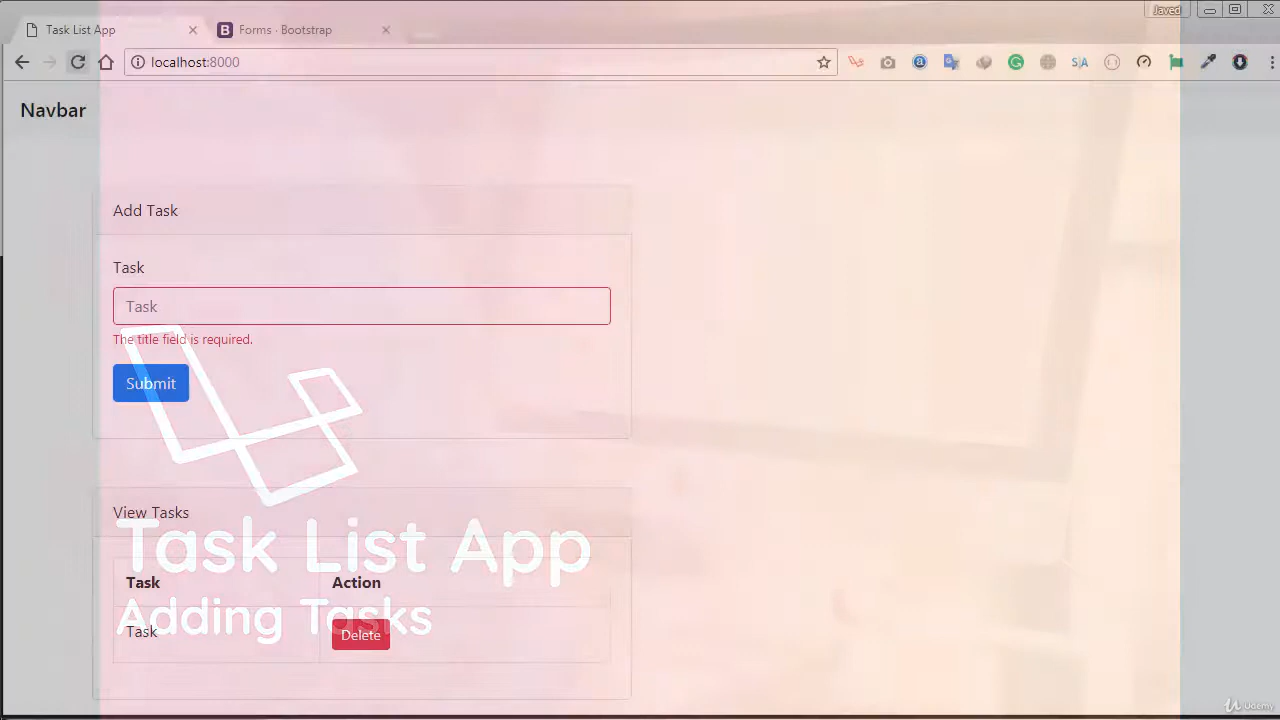 Javed
Task List App
Forms · Bootstrap
localhost:8000
Navbar
Add Task
Task
Task
The title field is required.
Submit
View Tasks
Task List App
Task
Action
Adding Tasks
Task
Delete
Udemy